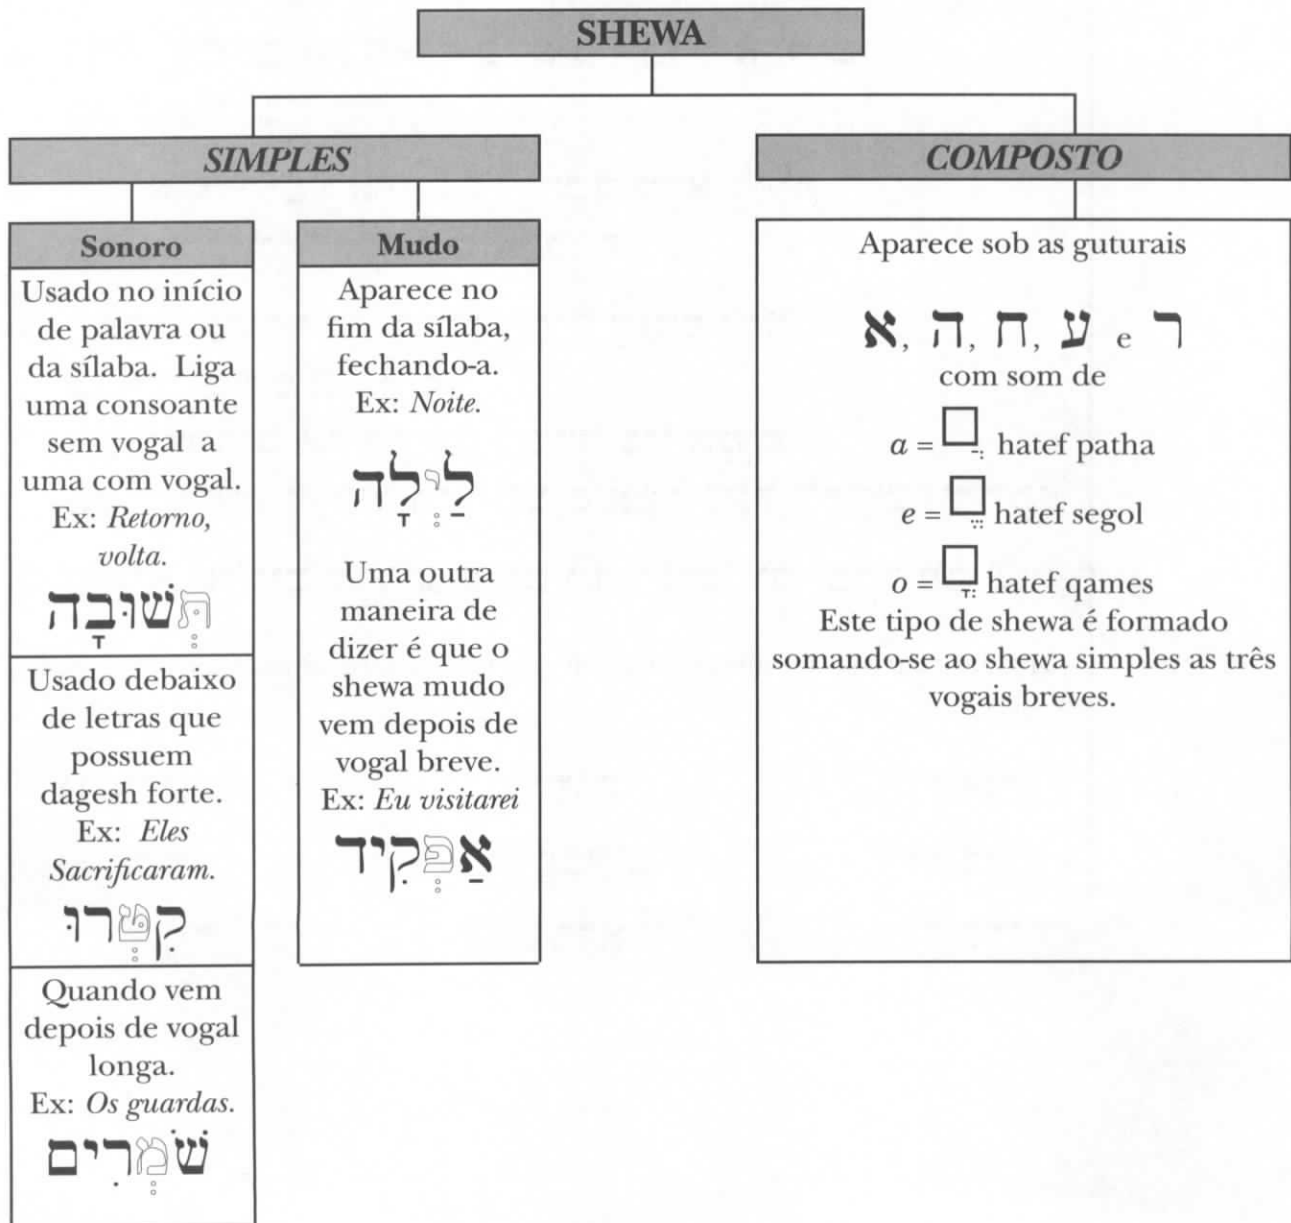 SHEWA
SIMPLES
Sonoro
Usado no início
de palavra ou
da sílaba. Liga
uma consoante
sem vogal a
uma com vogal.
Ex: Retorno,
volta.
תְּשׁוּבָה
Usado debaixo
de letras que
possuem
dagesh forte.
Ex: Eles
Sacrificaram.
קִטְּרוּ
Quando vem
depois de vogal
longa.
Ex: Os guardas.
שֹׁמְרִים
Mudo
Aparece no
fim da sílaba,
fechando-a.
Ex: Noite.
לַיְלָה
Uma outra
maneira de
dizer é que o
shewa mudo
vem depois de
vogal breve.
Ex: Eu visitarei
אַפְקִיד
COMPOSTO
Aparece sob as guturais
א, ה, ח, ע e ר
com som de
a = □ֲ hatef patha
e = □ֱ hatef segol
o = □ֳ hatef qames
Este tipo de shewa é formado
somando-se ao shewa simples as três
vogais breves.